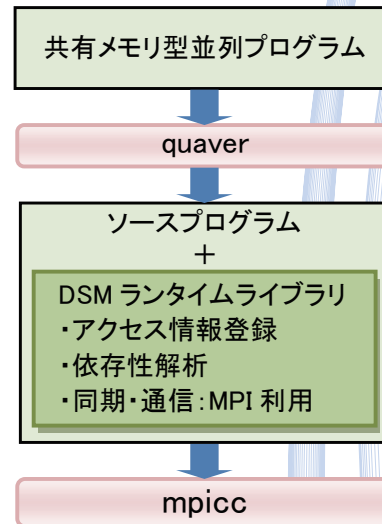 共有メモリ型並列プログラム
quaver
ソースプログラム
+
DSM ランタイムライブラリ
・アクセス情報登録
・依存性解析
・同期・通信：MPI 利用
mpicc